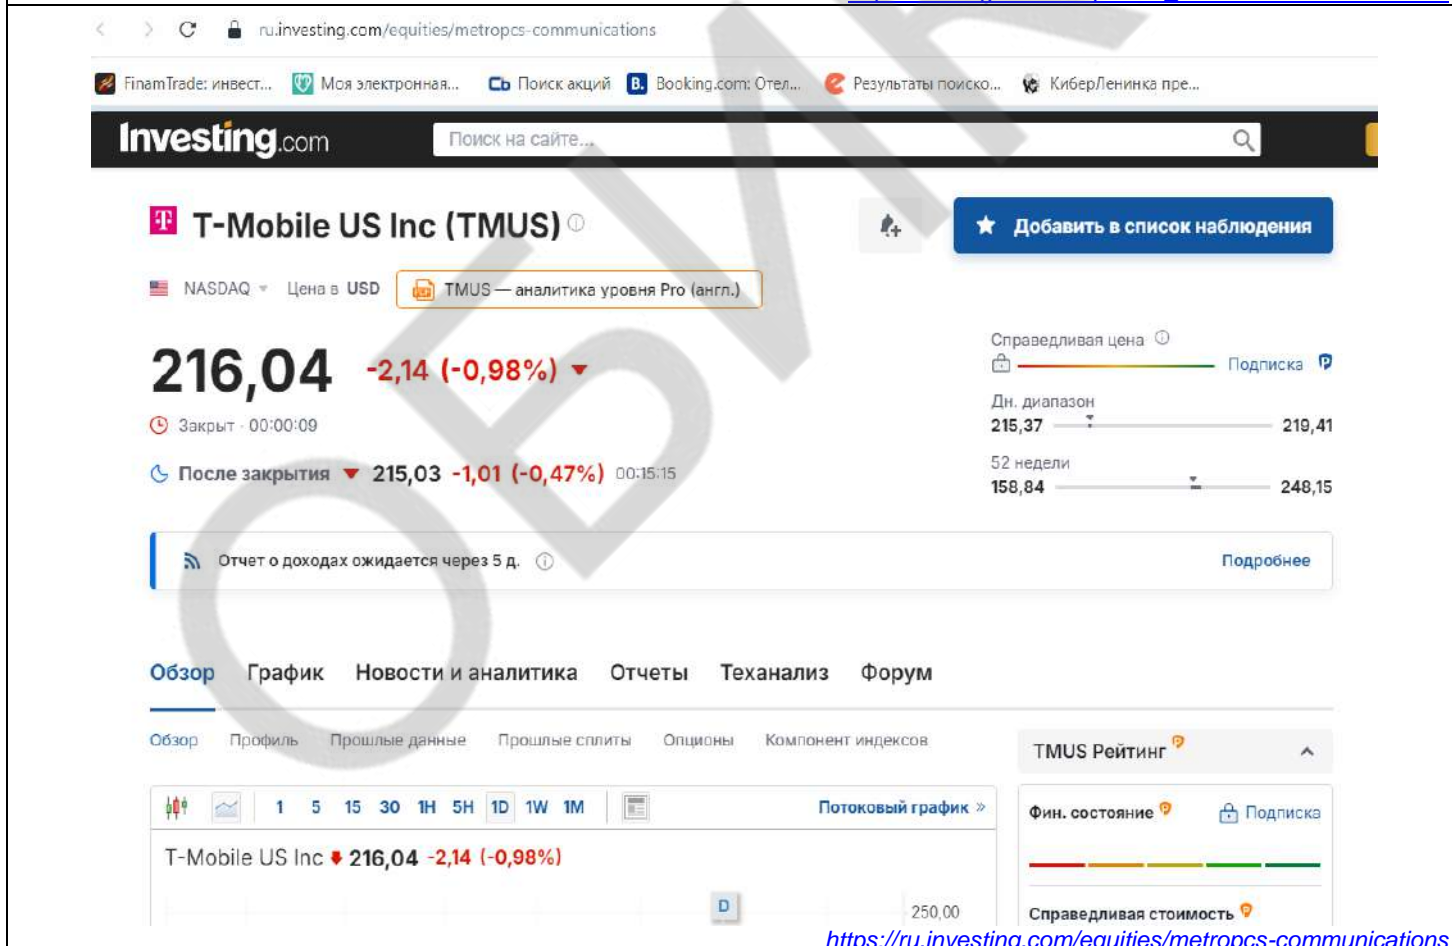 ru.investing.com/equities/metropcs-communications
FinamTrade: инвест... Моя электронная... Cb Поиск акций B. Booking.com: Отел... Результаты поиско... КиберЛенинка пре...
Investing.com Поиск на сайте...
T-Mobile US Inc (TMUS) Добавить в список наблюдения
NASDAQ Цена в USD TMUS — аналитика уровня Pro (англ.)
Справедливая цена
216,04 -2,14 (-0,98%) Подписка
Дн. диапазон
Закрыт · 00:00:09 215,37 219,41
52 недели
После закрытия 215,03 -1,01 (-0,47%) 00:15:15 158,84 248,15
Отчет о доходах ожидается через 5 д. Подробнее
Обзор График Новости и аналитика Отчеты Теханализ Форум
Обзор Профиль Прошлые данные Прошлые сплиты Опционы Компонент индексов
TMUS Рейтинг
1 5 15 30 1H 5H 1D 1W 1M Потоковый график »
Фин. состояние Подписка
T-Mobile US Inc 216,04 -2,14 (-0,98%)
D 250,00
Справедливая стоимость
https://ru.investing.com/equities/metropcs-communications